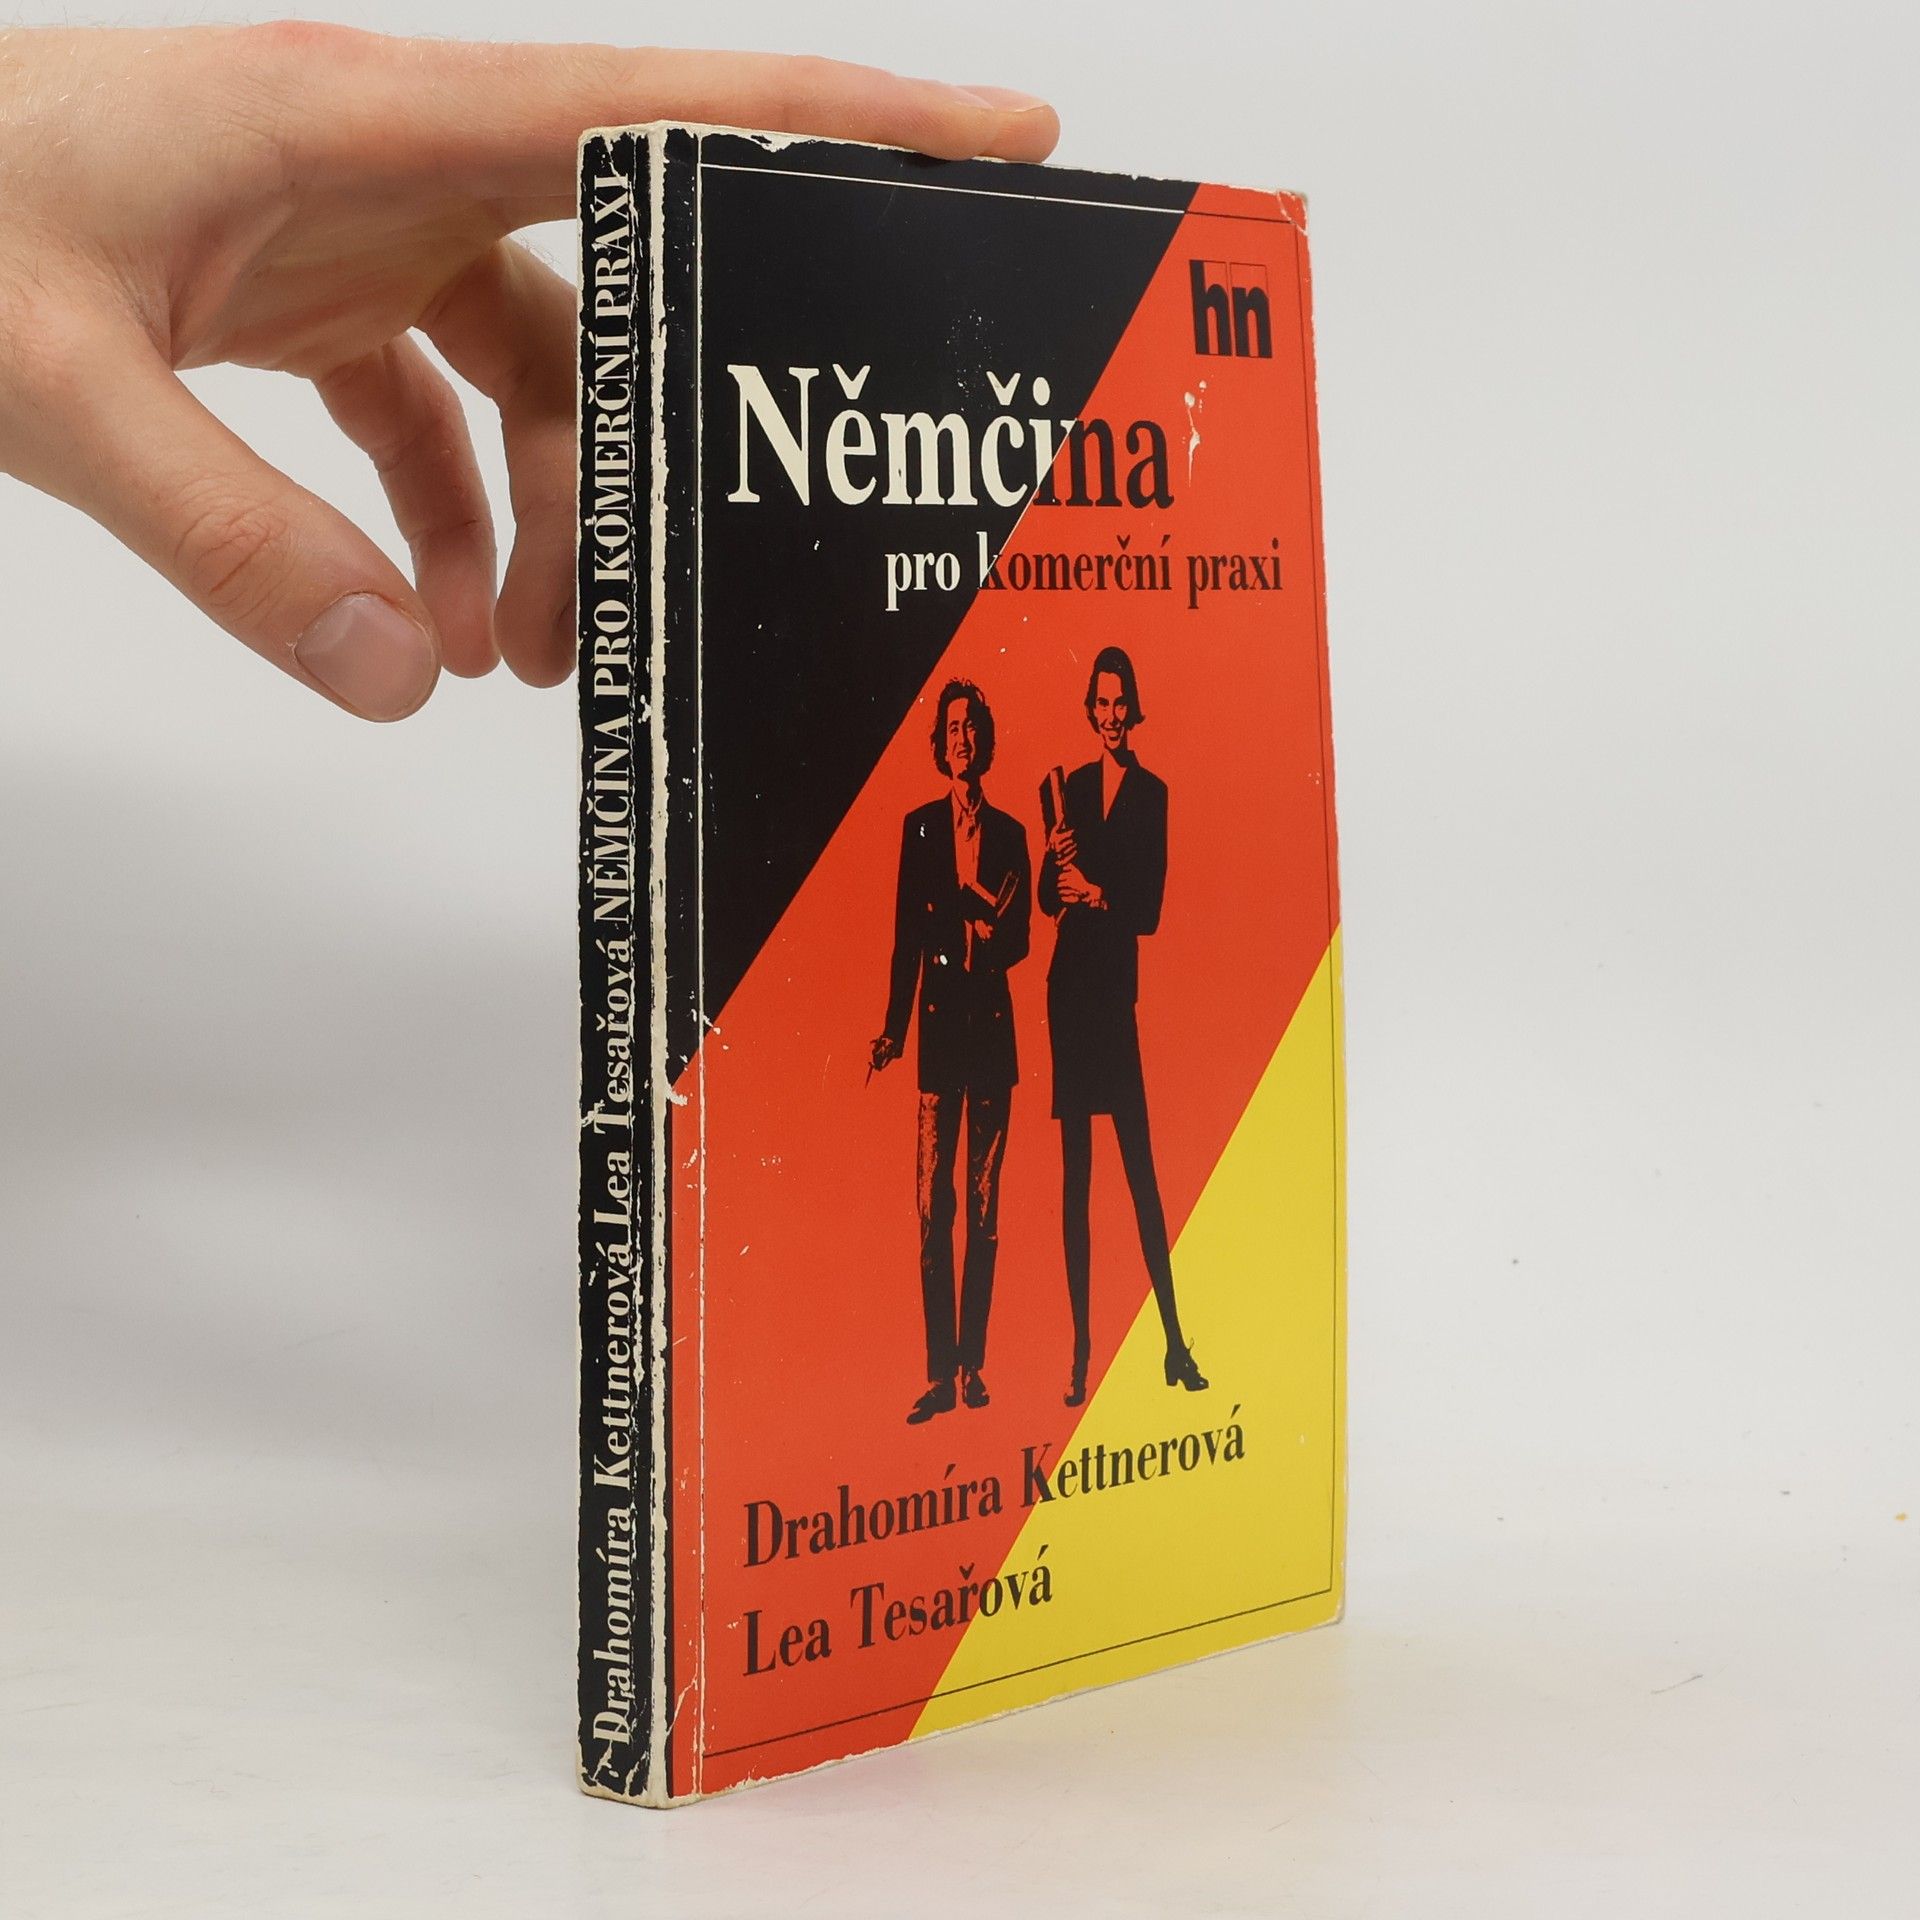 Drahomíra Kettnerová Lea Tesařová NĚMČINA PRO KOMERČNÍ PRAXI
hn
Němčina
pro komerční praxi
Drahomíra Kettnerová
Lea Tesařová